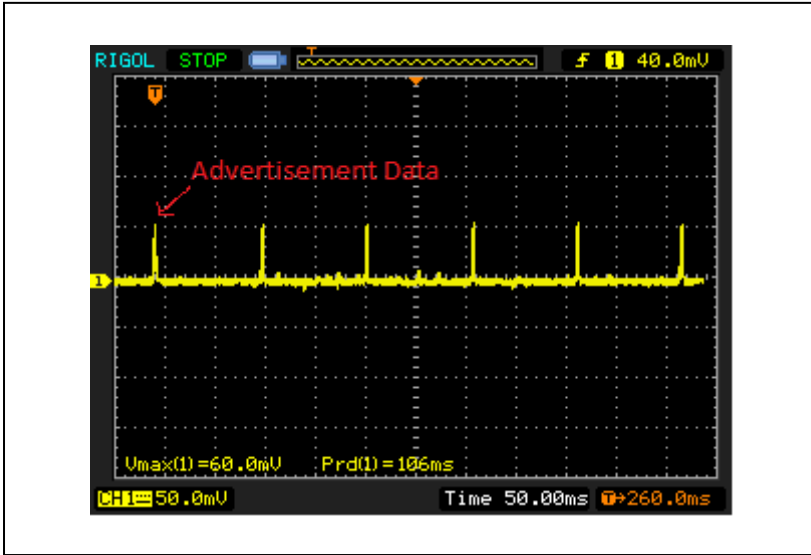 RIGOL STOP T f 1 40.0mV
T
Advertisement Data
1
Vmax(1)=60.0mV Prd(1)=106ms
CH1 50.0mV Time 50.00ms T→260.0ms